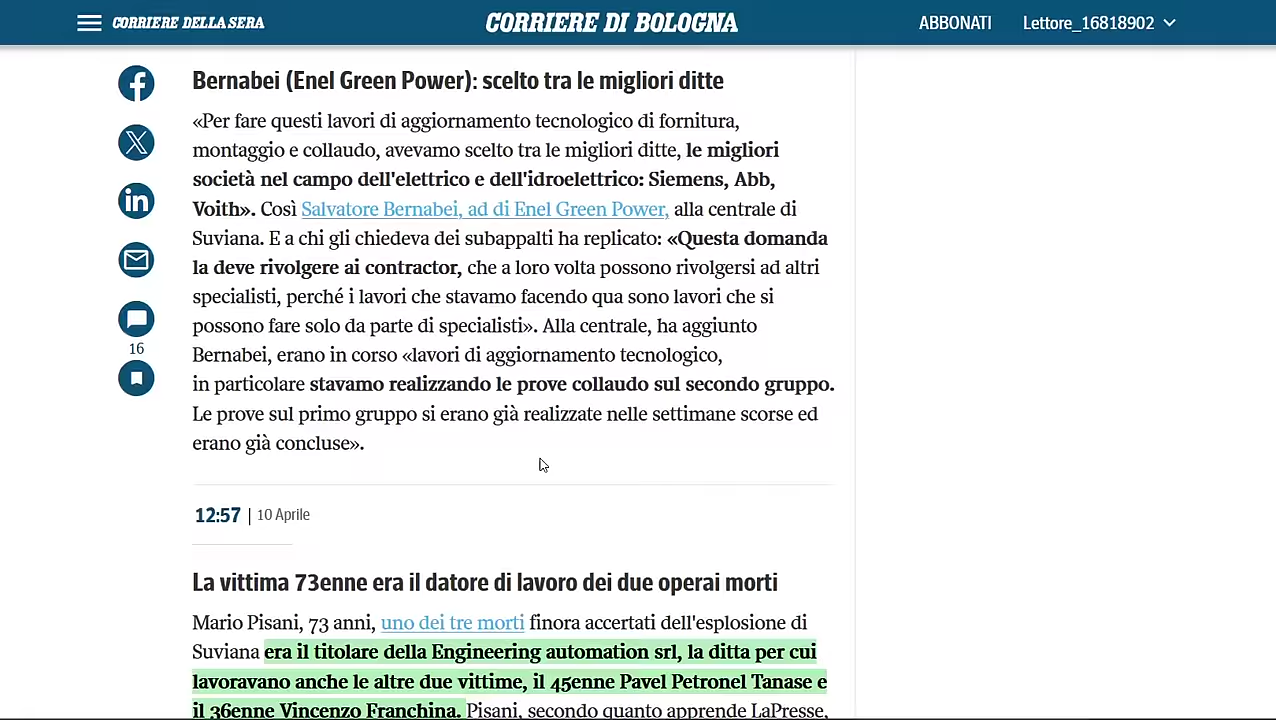 CORRIERE DELLA SERA
CORRIERE DI BOLOGNA
ABBONATI
Lettore_16818902
Bernabei (Enel Green Power): scelto tra le migliori ditte
«Per fare questi lavori di aggiornamento tecnologico di fornitura,
montaggio e collaudo, avevamo scelto tra le migliori ditte, le migliori
società nel campo dell'elettrico e dell'idroelettrico: Siemens, Abb,
Voith». Così Salvatore Bernabei, ad di Enel Green Power, alla centrale di
Suviana. E a chi gli chiedeva dei subappalti ha replicato: «Questa domanda
la deve rivolgere ai contractor, che a loro volta possono rivolgersi ad altri
specialisti, perché i lavori che stavamo facendo qua sono lavori che si
possono fare solo da parte di specialisti». Alla centrale, ha aggiunto
Bernabei, erano in corso «lavori di aggiornamento tecnologico,
in particolare stavamo realizzando le prove collaudo sul secondo gruppo.
Le prove sul primo gruppo si erano già realizzate nelle settimane scorse ed
erano già concluse».
16
12:57 | 10 Aprile
La vittima 73enne era il datore di lavoro dei due operai morti
Mario Pisani, 73 anni, uno dei tre morti finora accertati dell'esplosione di
Suviana era il titolare della Engineering automation srl, la ditta per cui
lavoravano anche le altre due vittime, il 45enne Pavel Petronel Tanase e
il 36enne Vincenzo Franchina. Pisani, secondo quanto apprende LaPresse,